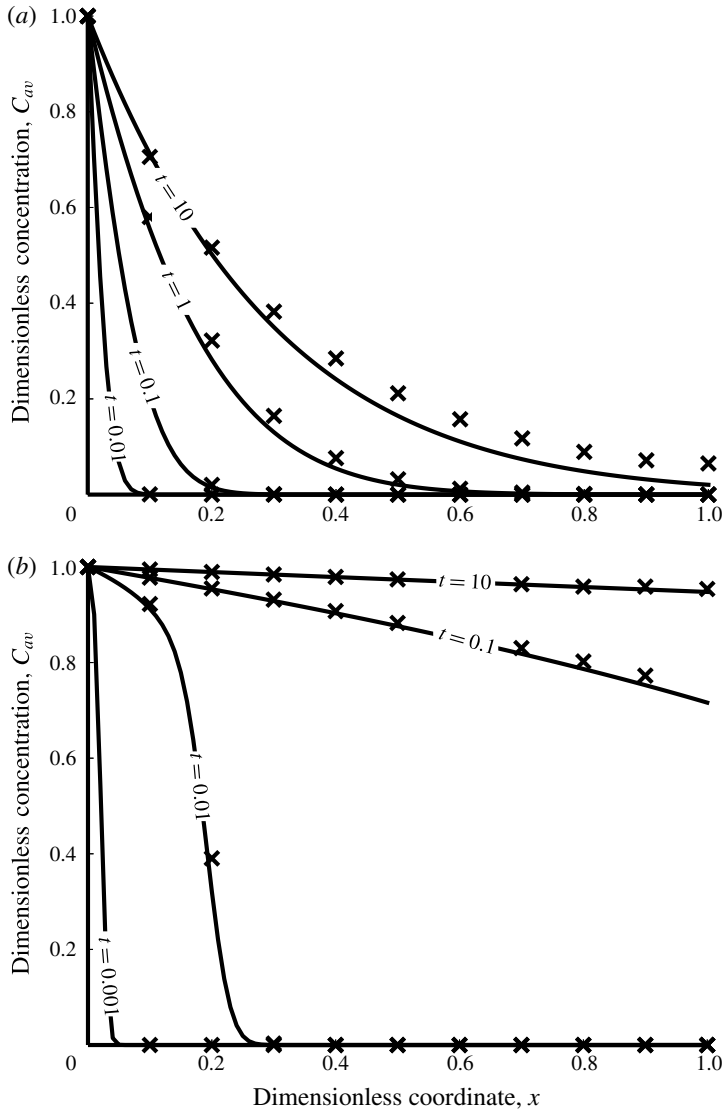 (a)
1.0
0.8
0.6
0.4
0.2
0
0.2
0.4
0.6
0.8
1.0
Dimensionless concentration, C_av
t = 10
t = 1
t = 0.1
t = 0.01
(b)
1.0
0.8
0.6
0.4
0.2
0
0.2
0.4
0.6
0.8
1.0
Dimensionless concentration, C_av
t = 10
t = 0.1
t = 0.01
t = 0.001
Dimensionless coordinate, x